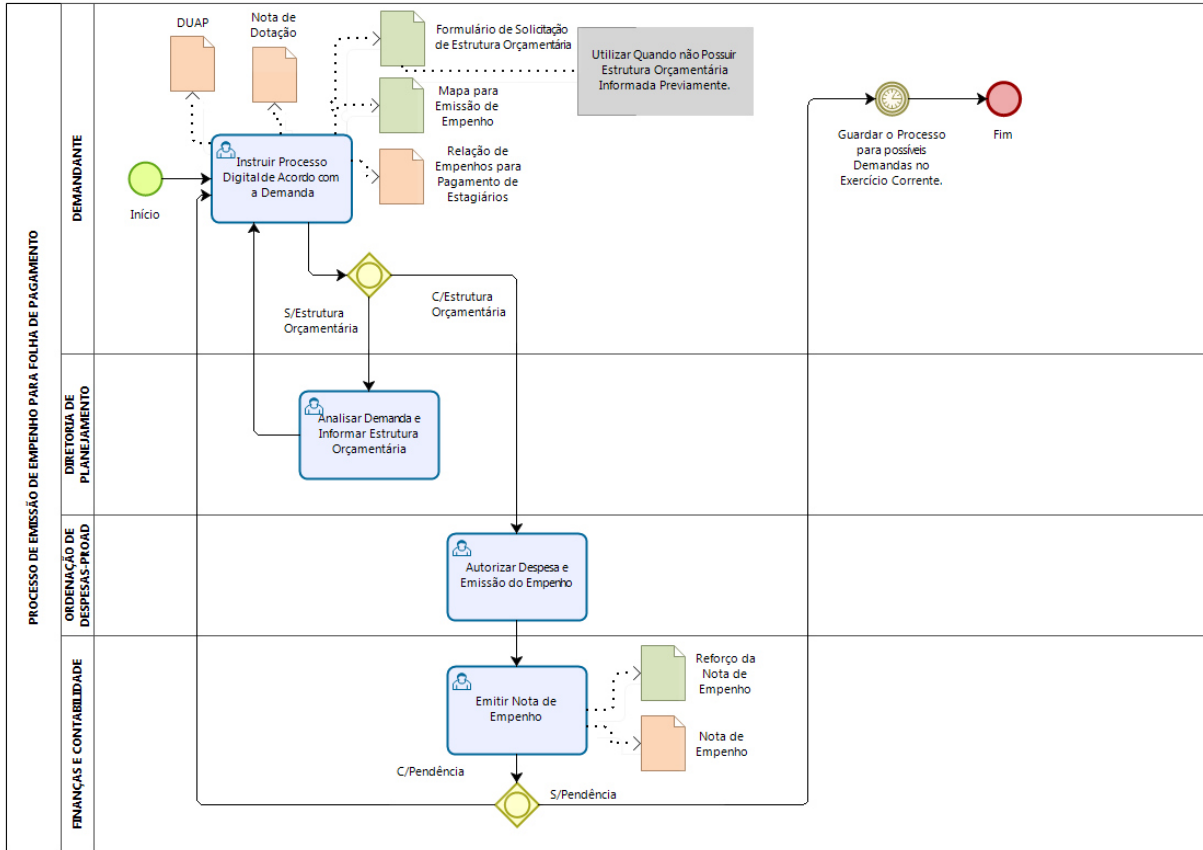 PROCESSO DE EMISSÃO DE EMPENHO PARA FOLHA DE PAGAMENTO
DEMANDANTE
DUAP
Nota de
Dotação
Formulário de Solicitação
de Estrutura Orçamentária
Utilizar Quando não Possuir
Estrutura Orçamentária
Informada Previamente.
Mapa para
Emissão de
Empenho
Relação de
Empenhos para
Pagamento de
Estagiários
Início
Instruir Processo
Digital de Acordo com
a Demanda
Guardar o Processo
para possíveis
Demandas no
Exercício Corrente.
Fim
S/Estrutura
Orçamentária
C/Estrutura
Orçamentária
DIRETORIA DE
PLANEJAMENTO
Analisar Demanda e
Informar Estrutura
Orçamentária
ORDENAÇÃO DE
DESPESAS-PROAD
Autorizar Despesa e
Emissão do Empenho
FINANÇAS E CONTABILIDADE
Emitir Nota de
Empenho
Reforço da
Nota de
Empenho
Nota de
Empenho
C/Pendência
S/Pendência